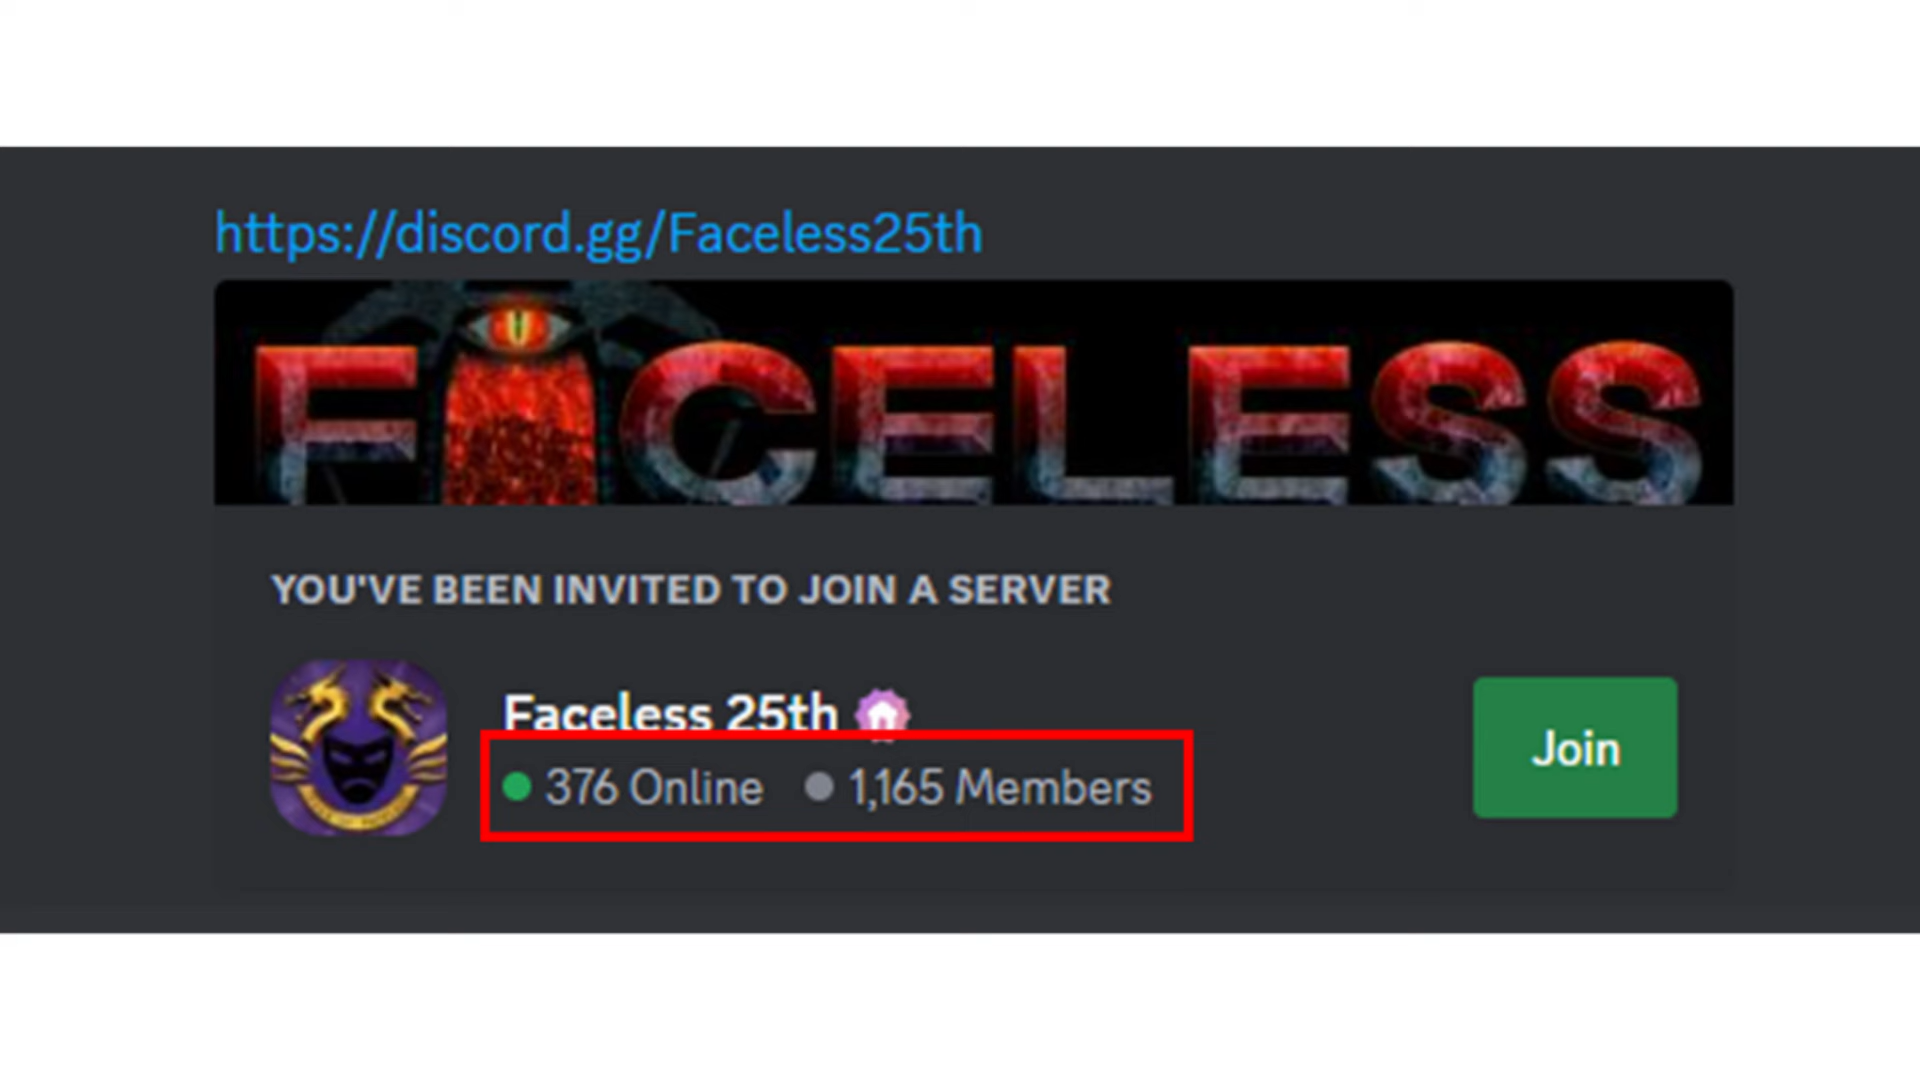 https://discord.gg/Faceless25th
FACELESS
YOU'VE BEEN INVITED TO JOIN A SERVER
Faceless 25th
376 Online 1,165 Members
Join